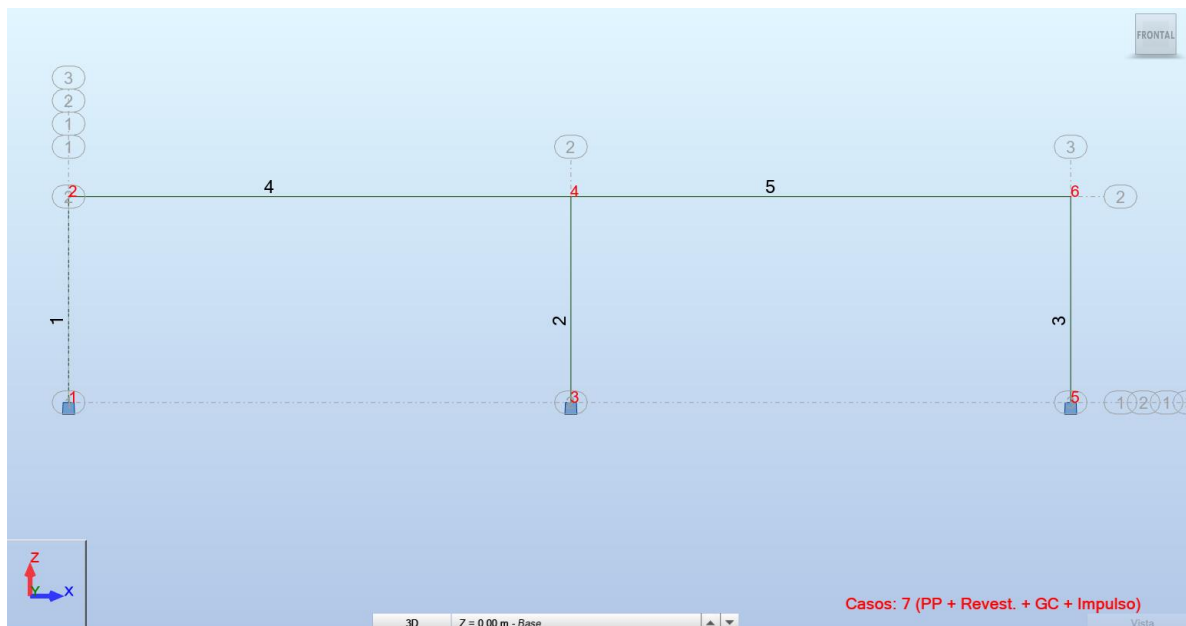 FRONTAL
3
2
1
1
2
3
2
2
4
4
5
6
2
1
2
3
1
3
5
1 2 1
Z
Y X
Casos: 7 (PP + Revest. + GC + Impulso)
3D
Z = 0.00 m - Base
Vista